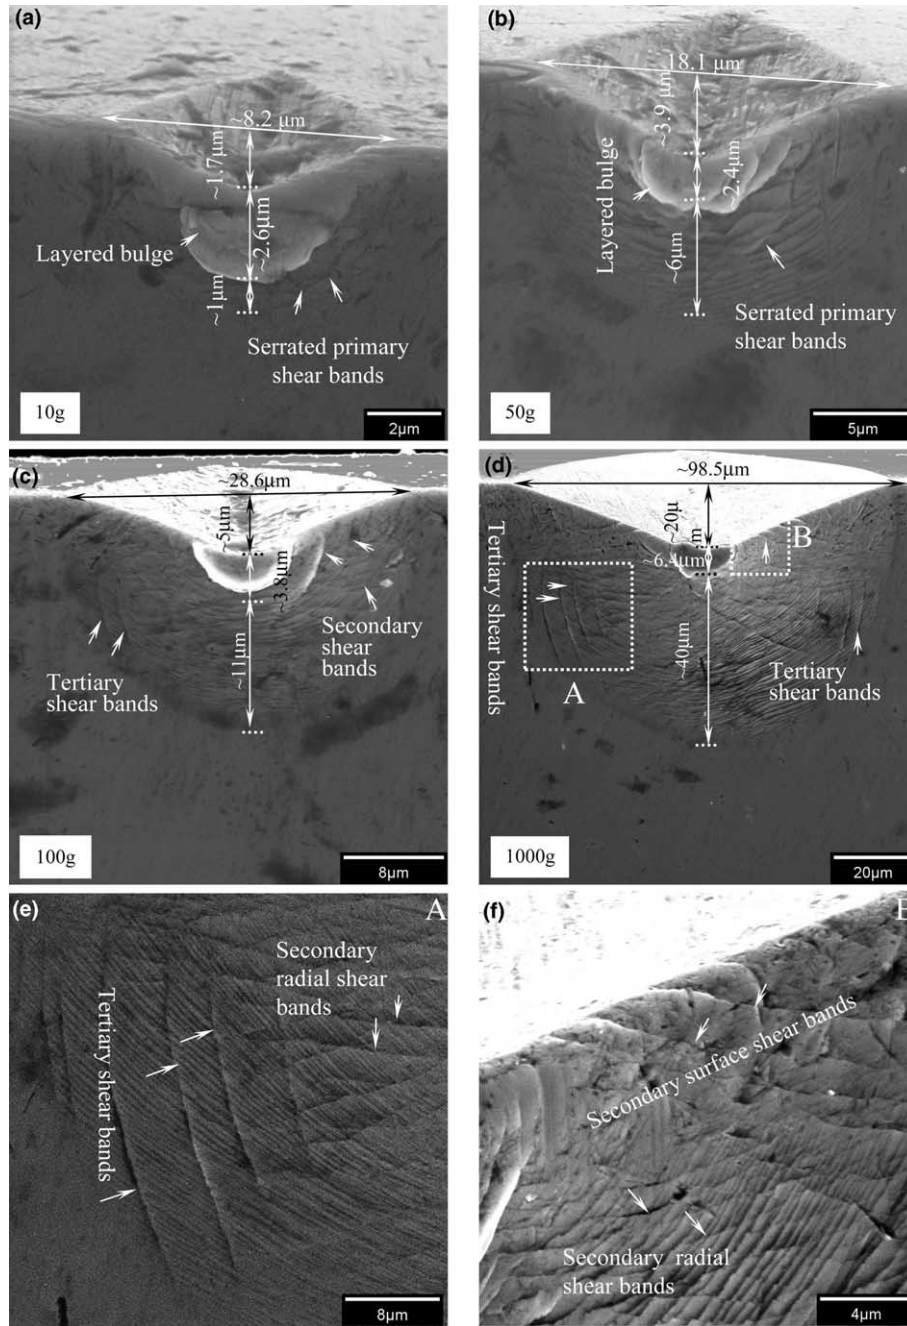 (a)
~8.2 μm
~1.7μm
~2.6μm
~1μm
Layered bulge
Serrated primary
shear bands
10g
2μm
(b)
18.1 μm
~3.9 μm
~2.4μm
~6μm
Layered bulge
Serrated primary
shear bands
50g
5μm
(c)
~28.6μm
~5μm
~3.8μm
~11μm
Secondary
shear
bands
Tertiary
shear bands
100g
8μm
(d)
~98.5μm
~20μ
m
~6.4μm
~40μm
Tertiary shear bands
A
B
Tertiary
shear bands
1000g
20μm
(e)
A
Secondary
radial shear
bands
Tertiary shear bands
8μm
(f)
Secondary surface shear bands
Secondary radial
shear bands
4μm